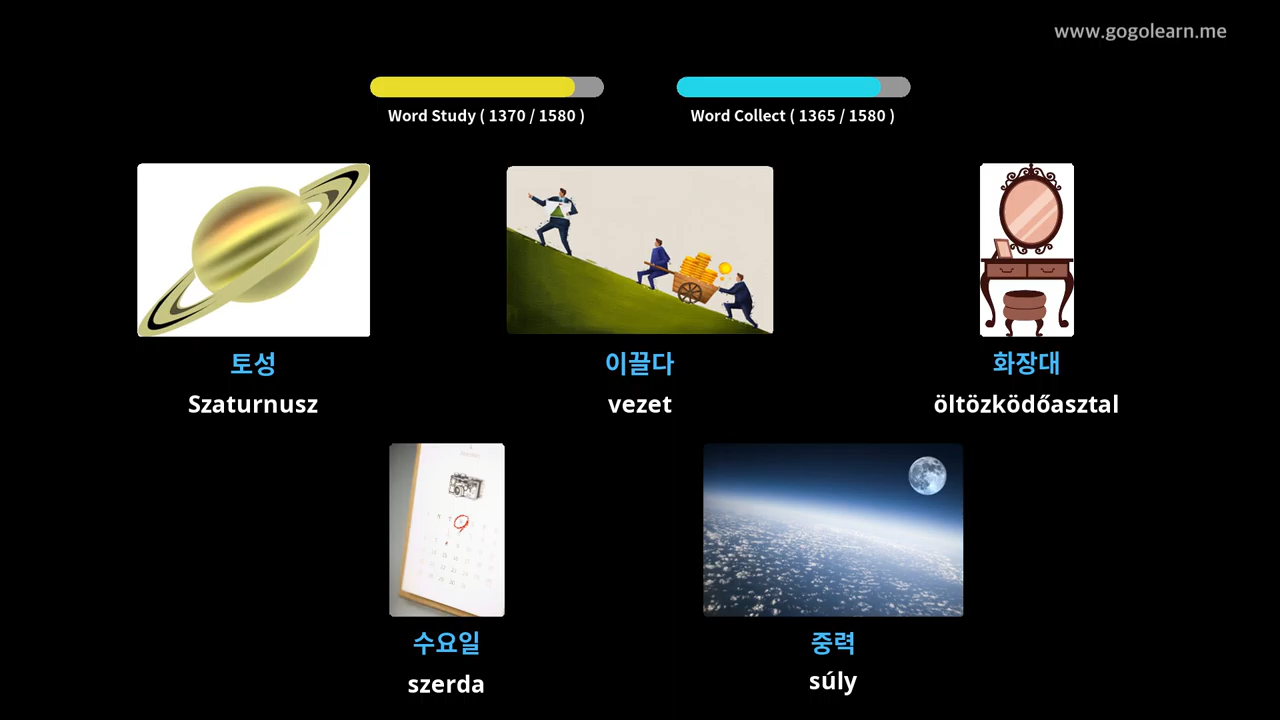 www.gogolearn.me
Word Study ( 1370 / 1580 )
Word Collect ( 1365 / 1580 )
토성
Szaturnusz
이끌다
vezet
화장대
öltözködőasztal
수요일
szerda
중력
súly